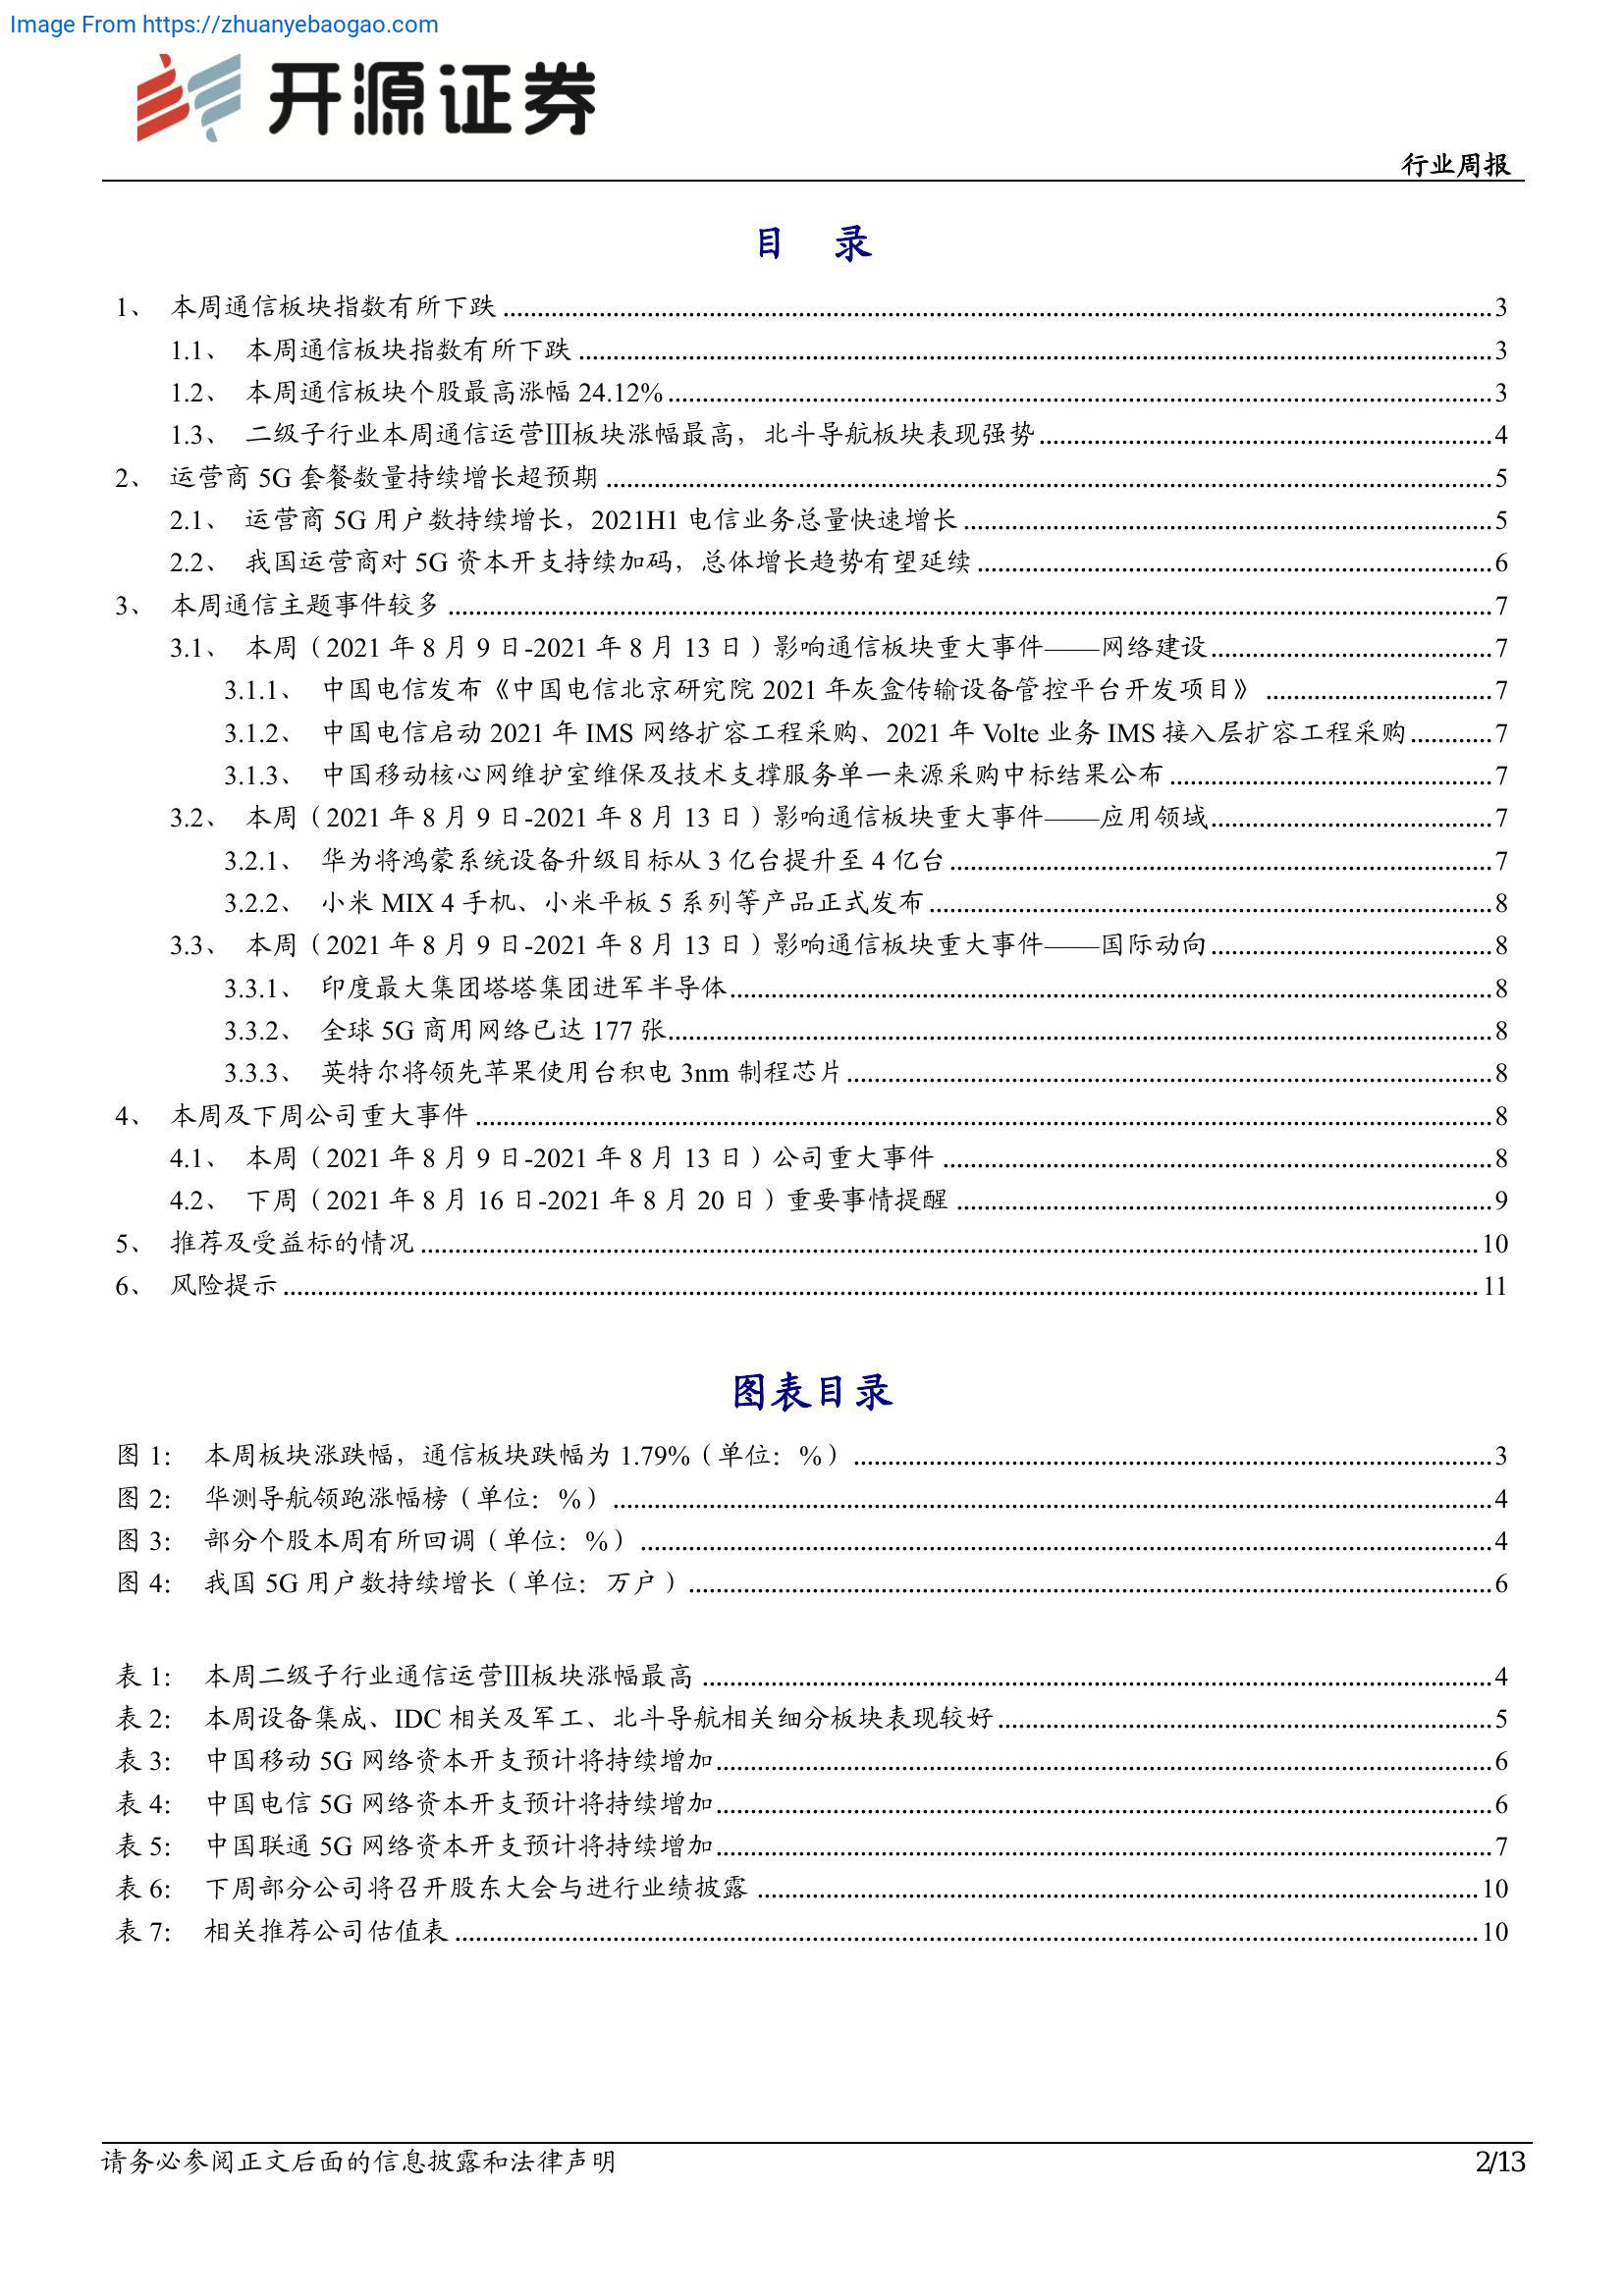 Image From https://zhuanyebaogao.com
开源证券
行业周报
目 录
1、 本周通信板块指数有所下跌 3
1.1、 本周通信板块指数有所下跌 3
1.2、 本周通信板块个股最高涨幅 24.12% 3
1.3、 二级子行业本周通信运营Ⅲ板块涨幅最高，北斗导航板块表现强势 4
2、 运营商 5G 套餐数量持续增长超预期 5
2.1、 运营商 5G 用户数持续增长，2021H1 电信业务总量快速增长 5
2.2、 我国运营商对 5G 资本开支持续加码，总体增长趋势有望延续 6
3、 本周通信主题事件较多 7
3.1、 本周（2021 年 8 月 9 日-2021 年 8 月 13 日）影响通信板块重大事件——网络建设 7
3.1.1、 中国电信发布《中国电信北京研究院 2021 年灰盒传输设备管控平台开发项目》 7
3.1.2、 中国电信启动 2021 年 IMS 网络扩容工程采购、2021 年 Volte 业务 IMS 接入层扩容工程采购 7
3.1.3、 中国移动核心网维护室维保及技术支撑服务单一来源采购中标结果公布 7
3.2、 本周（2021 年 8 月 9 日-2021 年 8 月 13 日）影响通信板块重大事件——应用领域 7
3.2.1、 华为将鸿蒙系统设备升级目标从 3 亿台提升至 4 亿台 7
3.2.2、 小米 MIX 4 手机、小米平板 5 系列等产品正式发布 8
3.3、 本周（2021 年 8 月 9 日-2021 年 8 月 13 日）影响通信板块重大事件——国际动向 8
3.3.1、 印度最大集团塔塔集团进军半导体 8
3.3.2、 全球 5G 商用网络已达 177 张 8
3.3.3、 英特尔将领先苹果使用台积电 3nm 制程芯片 8
4、 本周及下周公司重大事件 8
4.1、 本周（2021 年 8 月 9 日-2021 年 8 月 13 日）公司重大事件 8
4.2、 下周（2021 年 8 月 16 日-2021 年 8 月 20 日）重要事情提醒 9
5、 推荐及受益标的情况 10
6、 风险提示 11
图表目录
图 1： 本周板块涨跌幅，通信板块跌幅为 1.79%（单位：%） 3
图 2： 华测导航领跑涨幅榜（单位：%） 4
图 3： 部分个股本周有所回调（单位：%） 4
图 4： 我国 5G 用户数持续增长（单位：万户） 6
表 1： 本周二级子行业通信运营Ⅲ板块涨幅最高 4
表 2： 本周设备集成、IDC 相关及军工、北斗导航相关细分板块表现较好 5
表 3： 中国移动 5G 网络资本开支预计将持续增加 6
表 4： 中国电信 5G 网络资本开支预计将持续增加 6
表 5： 中国联通 5G 网络资本开支预计将持续增加 7
表 6： 下周部分公司将召开股东大会与进行业绩披露 10
表 7： 相关推荐公司估值表 10
请务必参阅正文后面的信息披露和法律声明
2/13